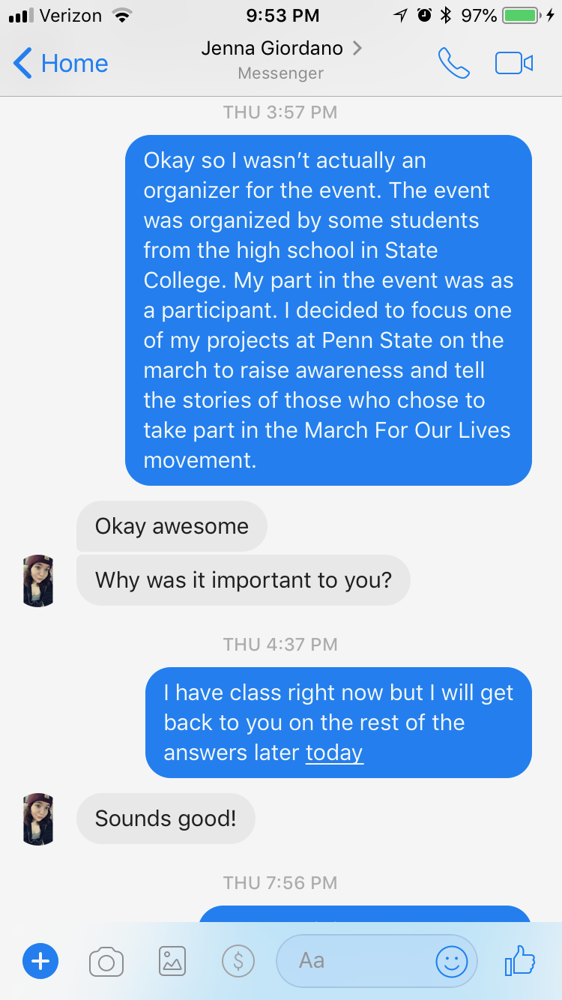 Verizon 9:53 PM 97%
Home Jenna Giordano
Messenger
THU 3:57 PM
Okay so I wasn’t actually an
organizer for the event. The event
was organized by some students
from the high school in State
College. My part in the event was as
a participant. I decided to focus one
of my projects at Penn State on the
march to raise awareness and tell
the stories of those who chose to
take part in the March For Our Lives
movement.
Okay awesome
Why was it important to you?
THU 4:37 PM
I have class right now but I will get
back to you on the rest of the
answers later today
Sounds good!
THU 7:56 PM
$ Aa